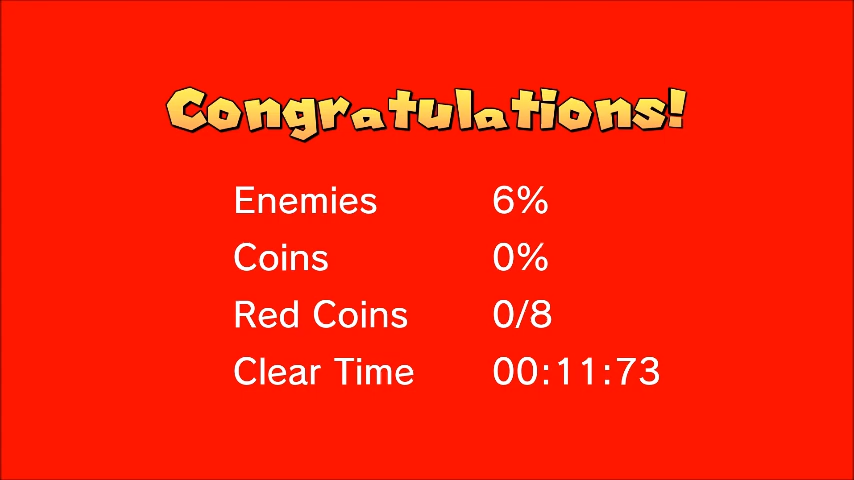 Congratulations!
Enemies 6%
Coins 0%
Red Coins 0/8
Clear Time 00:11:73